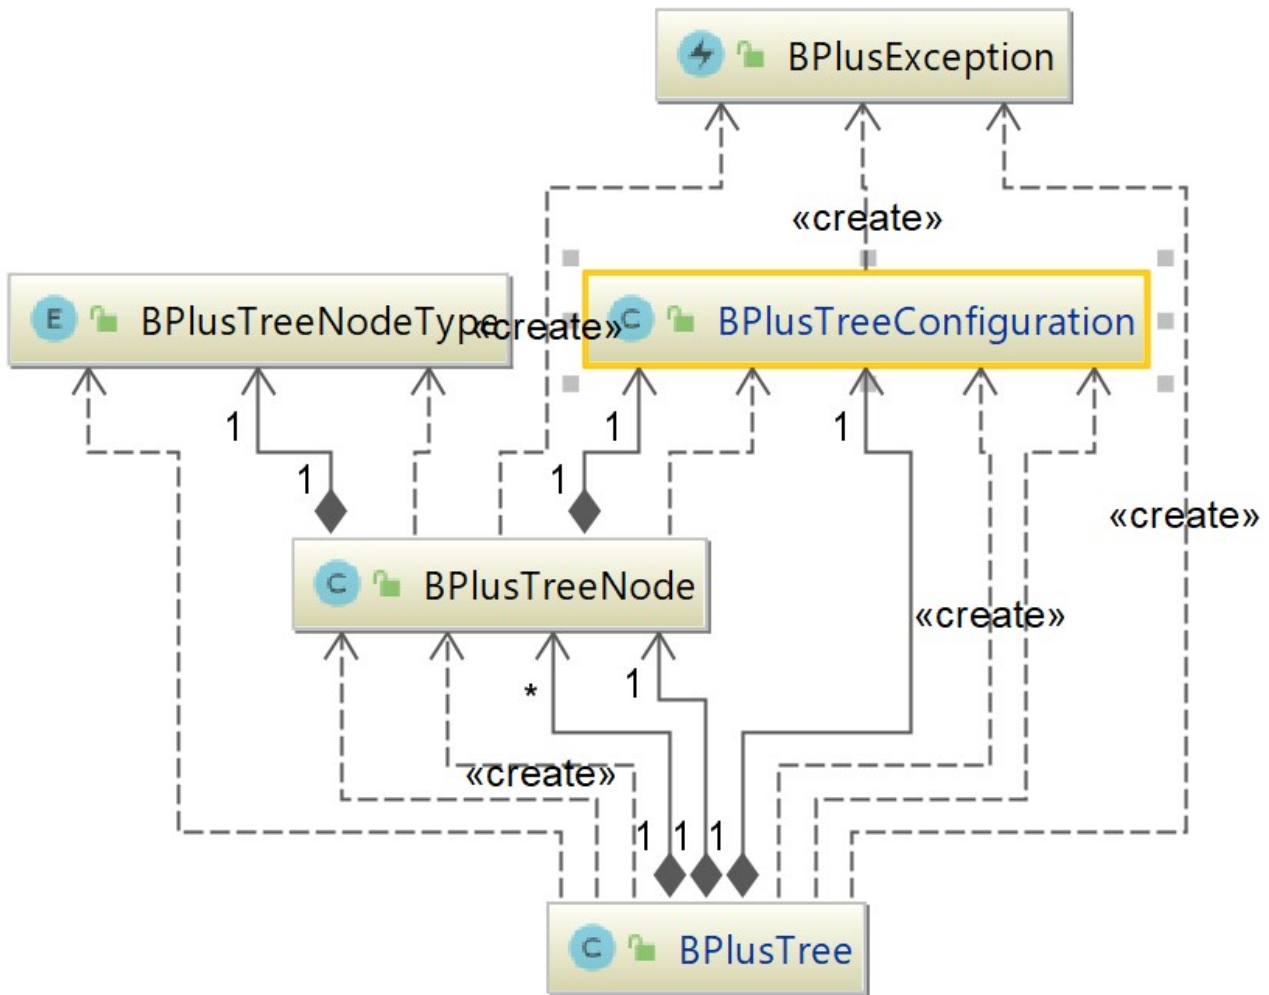 BPlusException
«create»
E BPlusTreeNodeType
«create»
C BPlusTreeConfiguration
1
1
1
1
1
«create»
C BPlusTreeNode
«create»
*
1
«create»
1 1 1
C BPlusTree